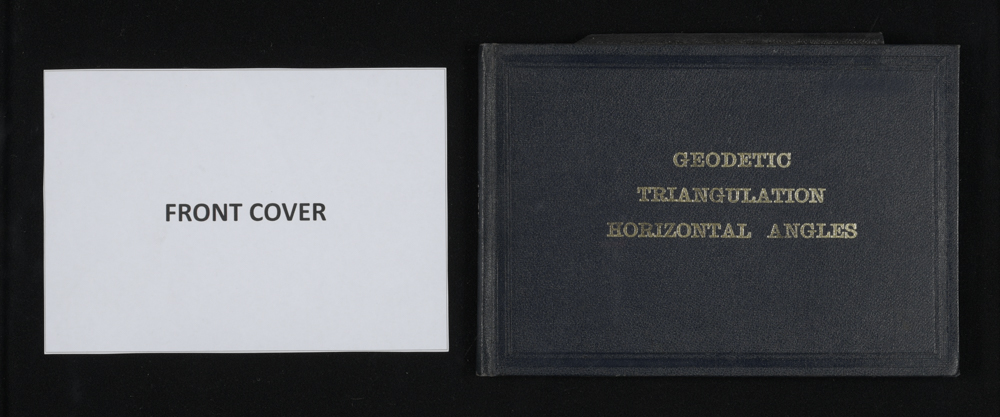 FRONT COVER
GEODETIC
TRIANGULATION
HORIZONTAL ANGLES